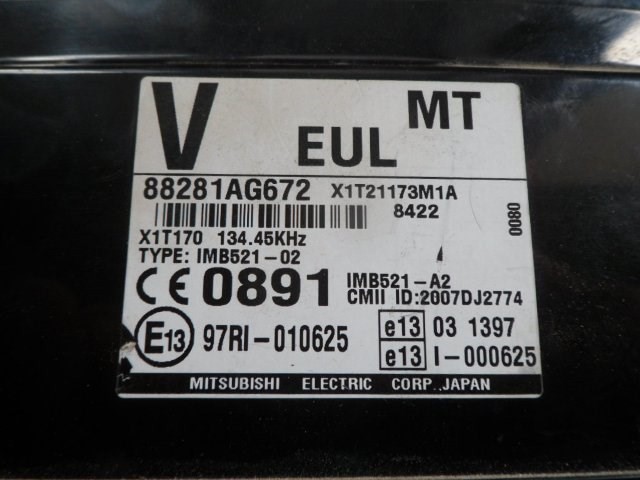 V EUL MT
88281AG672 X1T21173M1A
8422
0080
X1T170 134.45KHz
TYPE: IMB521-02
CE 0891 IMB521-A2
CMII ID:2007DJ2774
E13 97RI-010625 e13 03 1397
e13 I-000625
MITSUBISHI ELECTRIC CORP. JAPAN